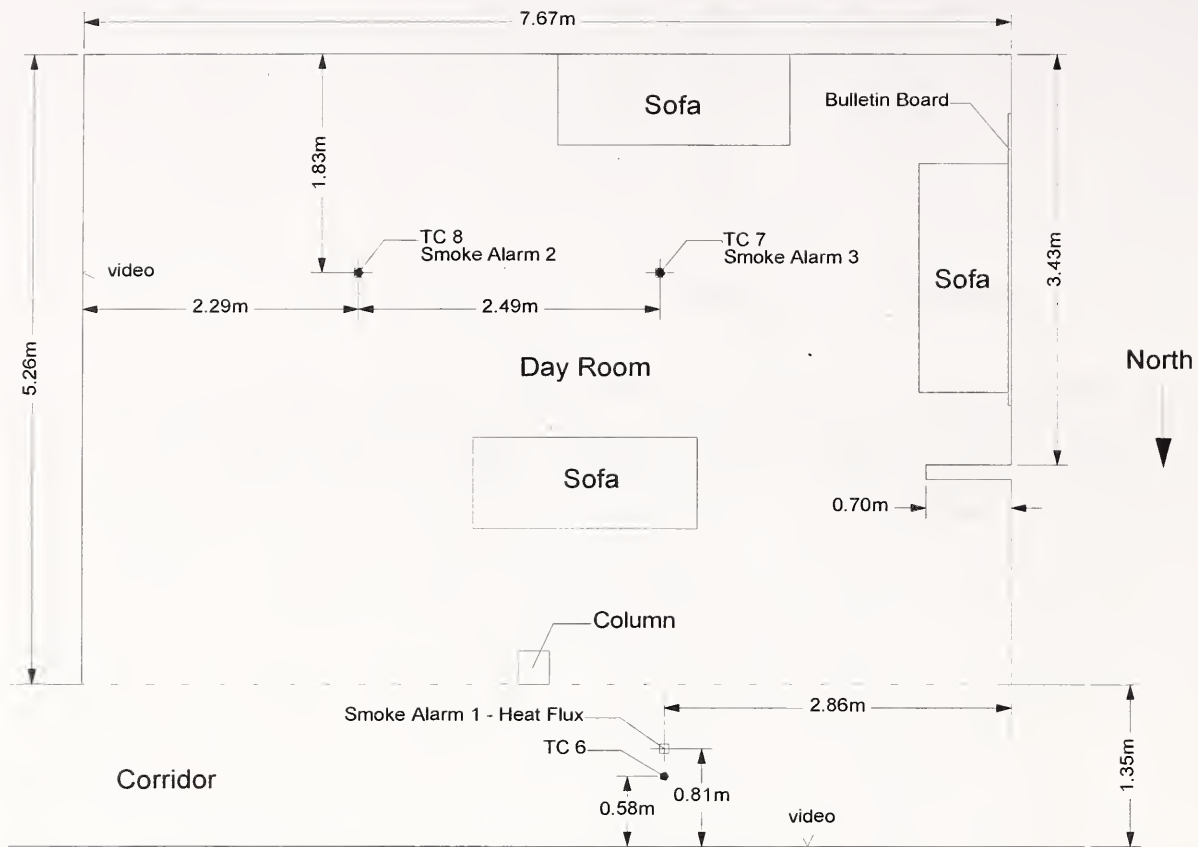 7.67m
Sofa
Bulletin Board
1.83m
TC 8
Smoke Alarm 2
TC 7
Smoke Alarm 3
video
3.43m
Sofa
2.29m
2.49m
5.26m
Day Room
North
Sofa
0.70m
Column
Smoke Alarm 1 - Heat Flux
2.86m
TC 6
1.35m
Corridor
0.58m
0.81m
video